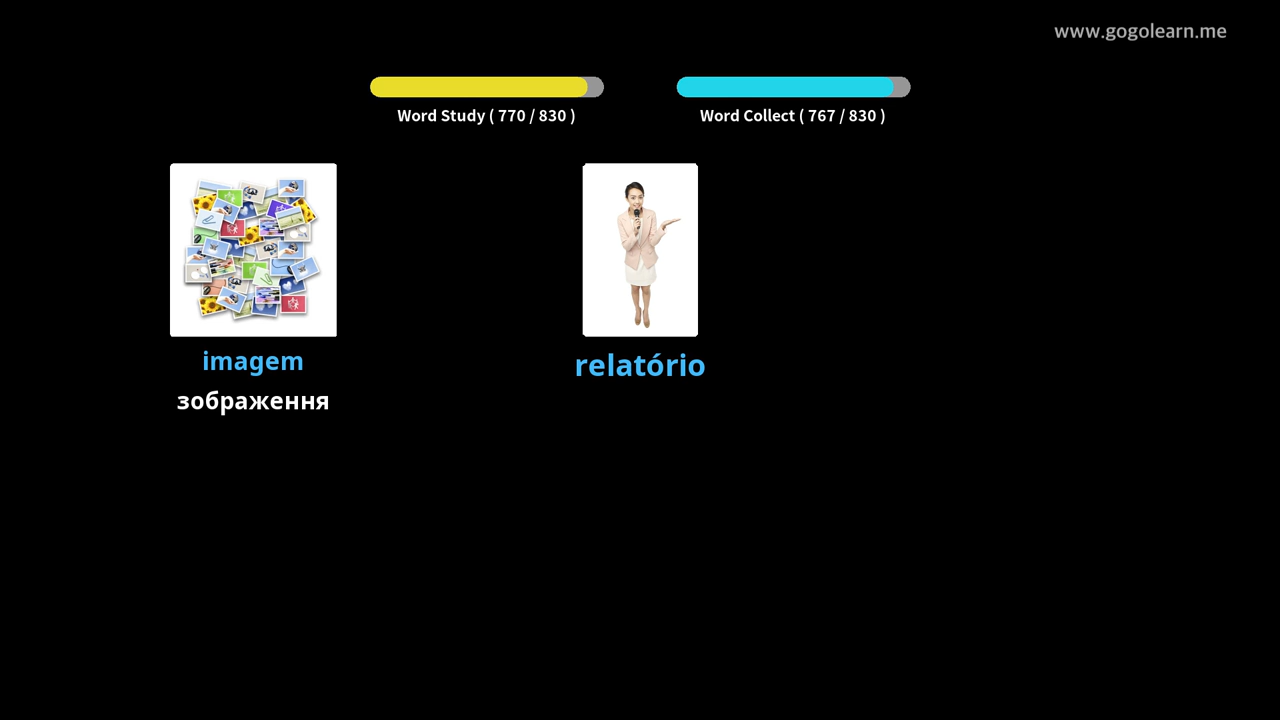 www.gogolearn.me
Word Study ( 770 / 830 )
Word Collect ( 767 / 830 )
imagem
зображення
relatório